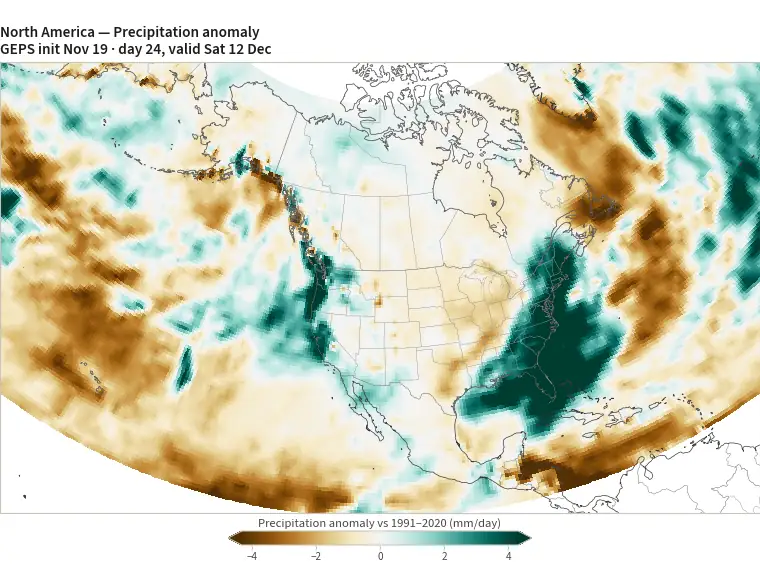 North America — Precipitation anomaly
GEPS init Nov 19 · day 24, valid Sat 12 Dec
Precipitation anomaly vs 1991–2020 (mm/day)
−4 −2 0 2 4